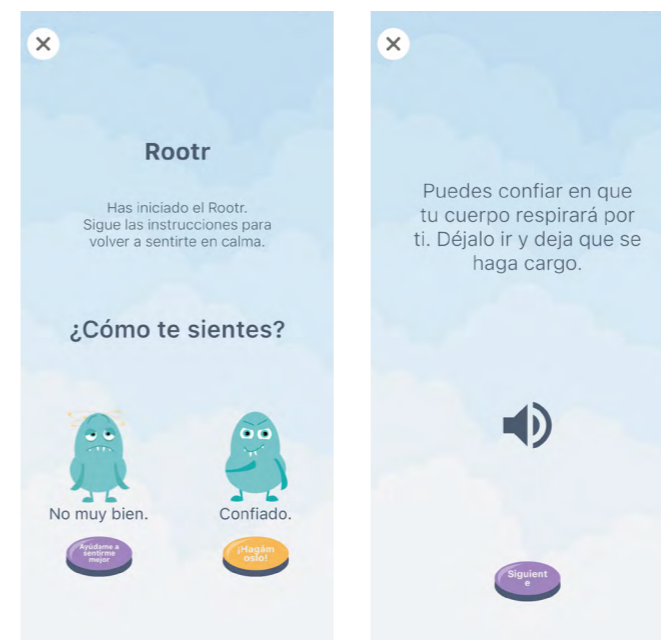 Rootr
Has iniciado el Rootr.
Sigue las instrucciones para
volver a sentirte en calma.
¿Cómo te sientes?
No muy bien.
Confiado.
Ayúdame a
sentirme
mejor
¡Hagám
oslo!
Puedes confiar en que
tu cuerpo respirará por
ti. Déjalo ir y deja que se
haga cargo.
Siguient
e